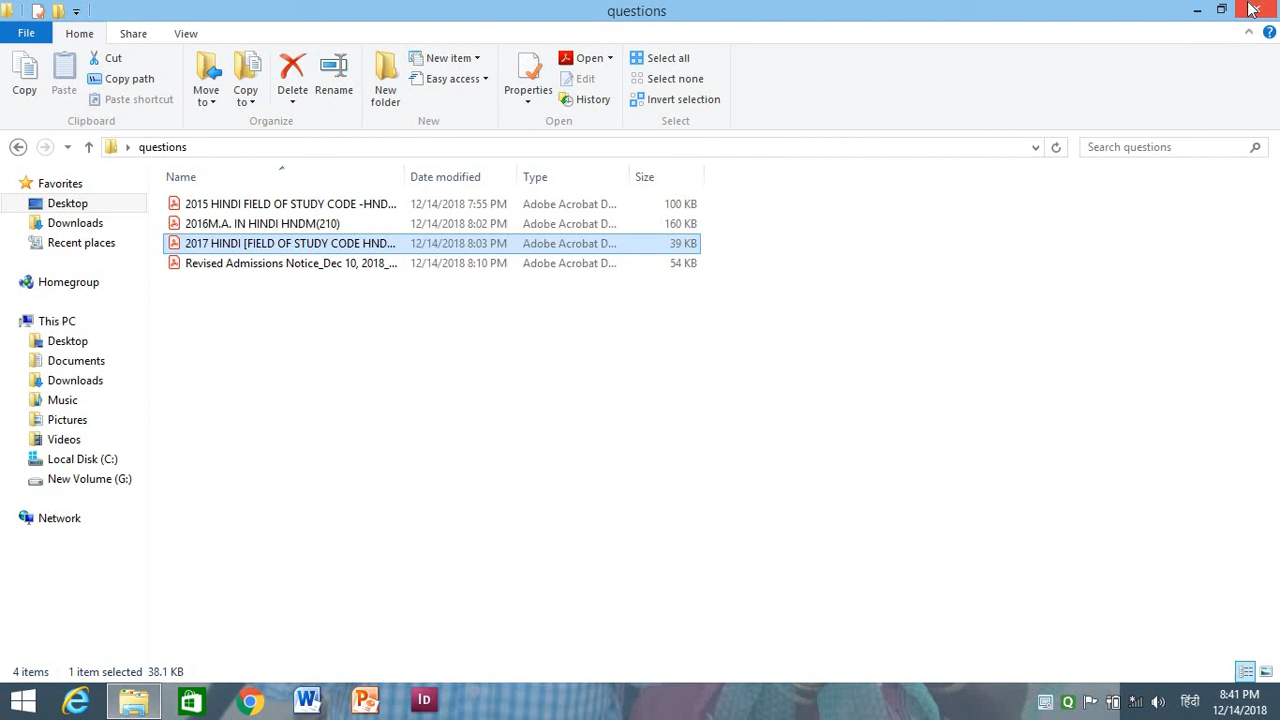 questions
File Home Share View
Copy Paste Cut Copy path Paste shortcut Clipboard
Move to Copy to Delete Rename Organize
New folder New item Easy access New
Properties Open Edit History Open
Select all Select none Invert selection Select
questions Search questions
Name Date modified Type Size
2015 HINDI FIELD OF STUDY CODE -HND... 12/14/2018 7:55 PM Adobe Acrobat D... 100 KB
2016M.A. IN HINDI HNDM(210) 12/14/2018 8:02 PM Adobe Acrobat D... 160 KB
2017 HINDI [FIELD OF STUDY CODE HND... 12/14/2018 8:03 PM Adobe Acrobat D... 39 KB
Revised Admissions Notice_Dec 10, 2018_... 12/14/2018 8:10 PM Adobe Acrobat D... 54 KB
Favorites
Desktop
Downloads
Recent places
Homegroup
This PC
Desktop
Documents
Downloads
Music
Pictures
Videos
Local Disk (C:)
New Volume (G:)
Network
4 items 1 item selected 38.1 KB
हिंदी 8:41 PM
12/14/2018